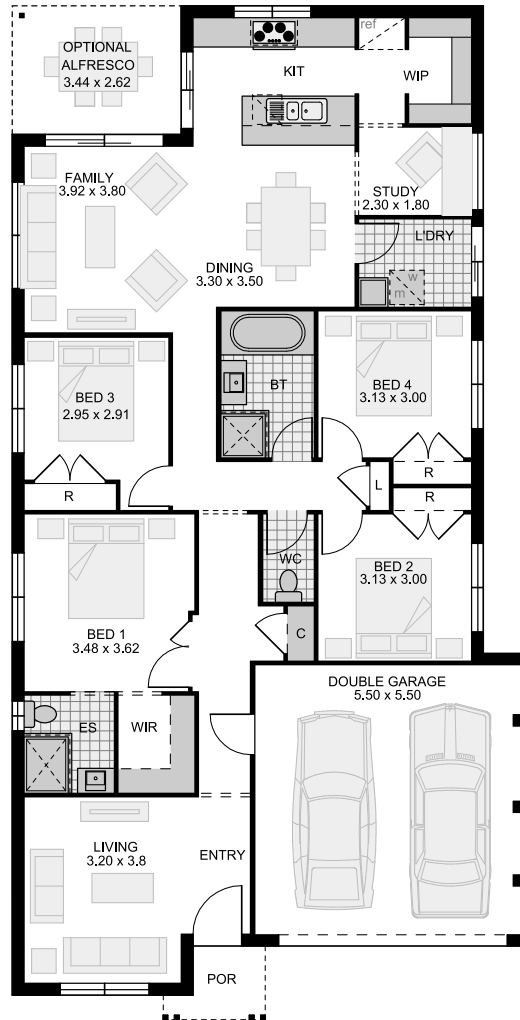 OPTIONAL
ALFRESCO
3.44 x 2.62
ref
KIT
WIP
FAMILY
3.92 x 3.80
STUDY
2.30 x 1.80
L'DRY
w
m
DINING
3.30 x 3.50
BED 3
2.95 x 2.91
BT
BED 4
3.13 x 3.00
R
R
L
R
WC
BED 2
3.13 x 3.00
BED 1
3.48 x 3.62
C
DOUBLE GARAGE
5.50 x 5.50
ES
WIR
LIVING
3.20 x 3.8
ENTRY
POR